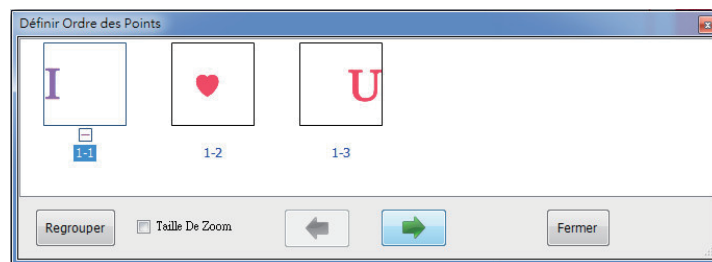 Définir Ordre des Points
I ♥ U
1-1 1-2 1-3
Regrouper Taille De Zoom Fermer